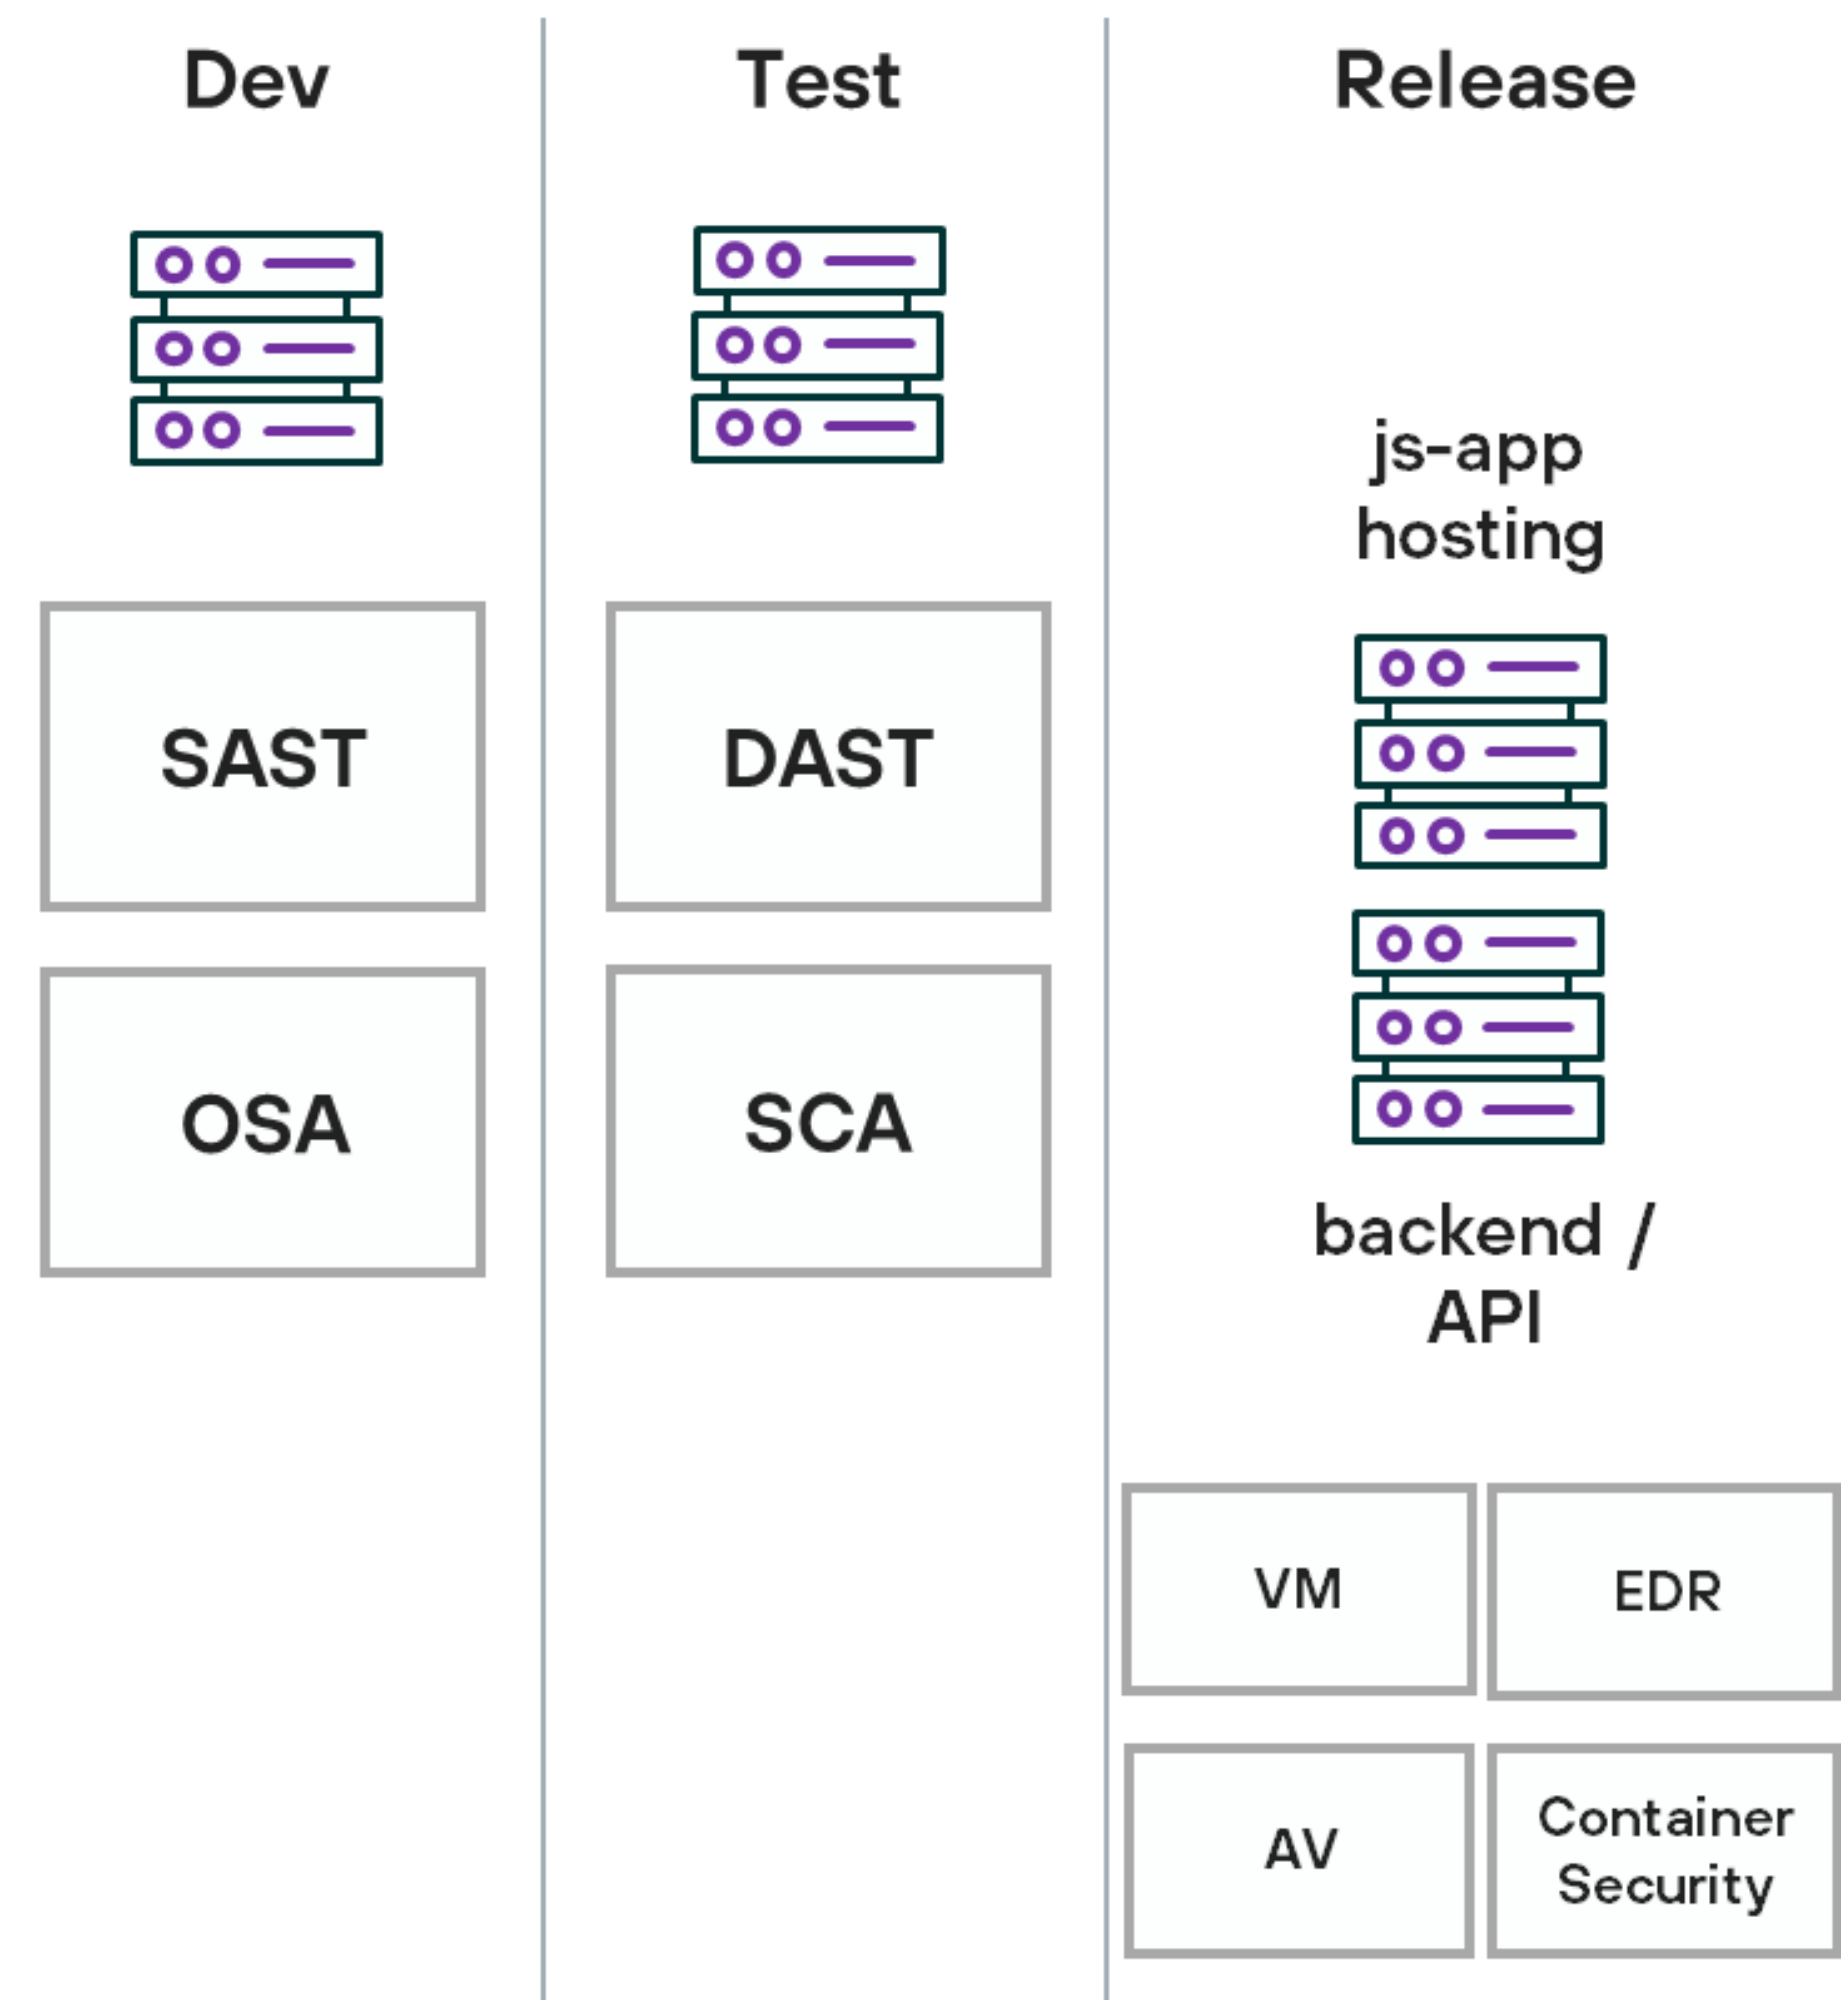 Dev
Test
Release
js-app
hosting
SAST
DAST
OSA
SCA
backend /
API
VM
EDR
AV
Container
Security